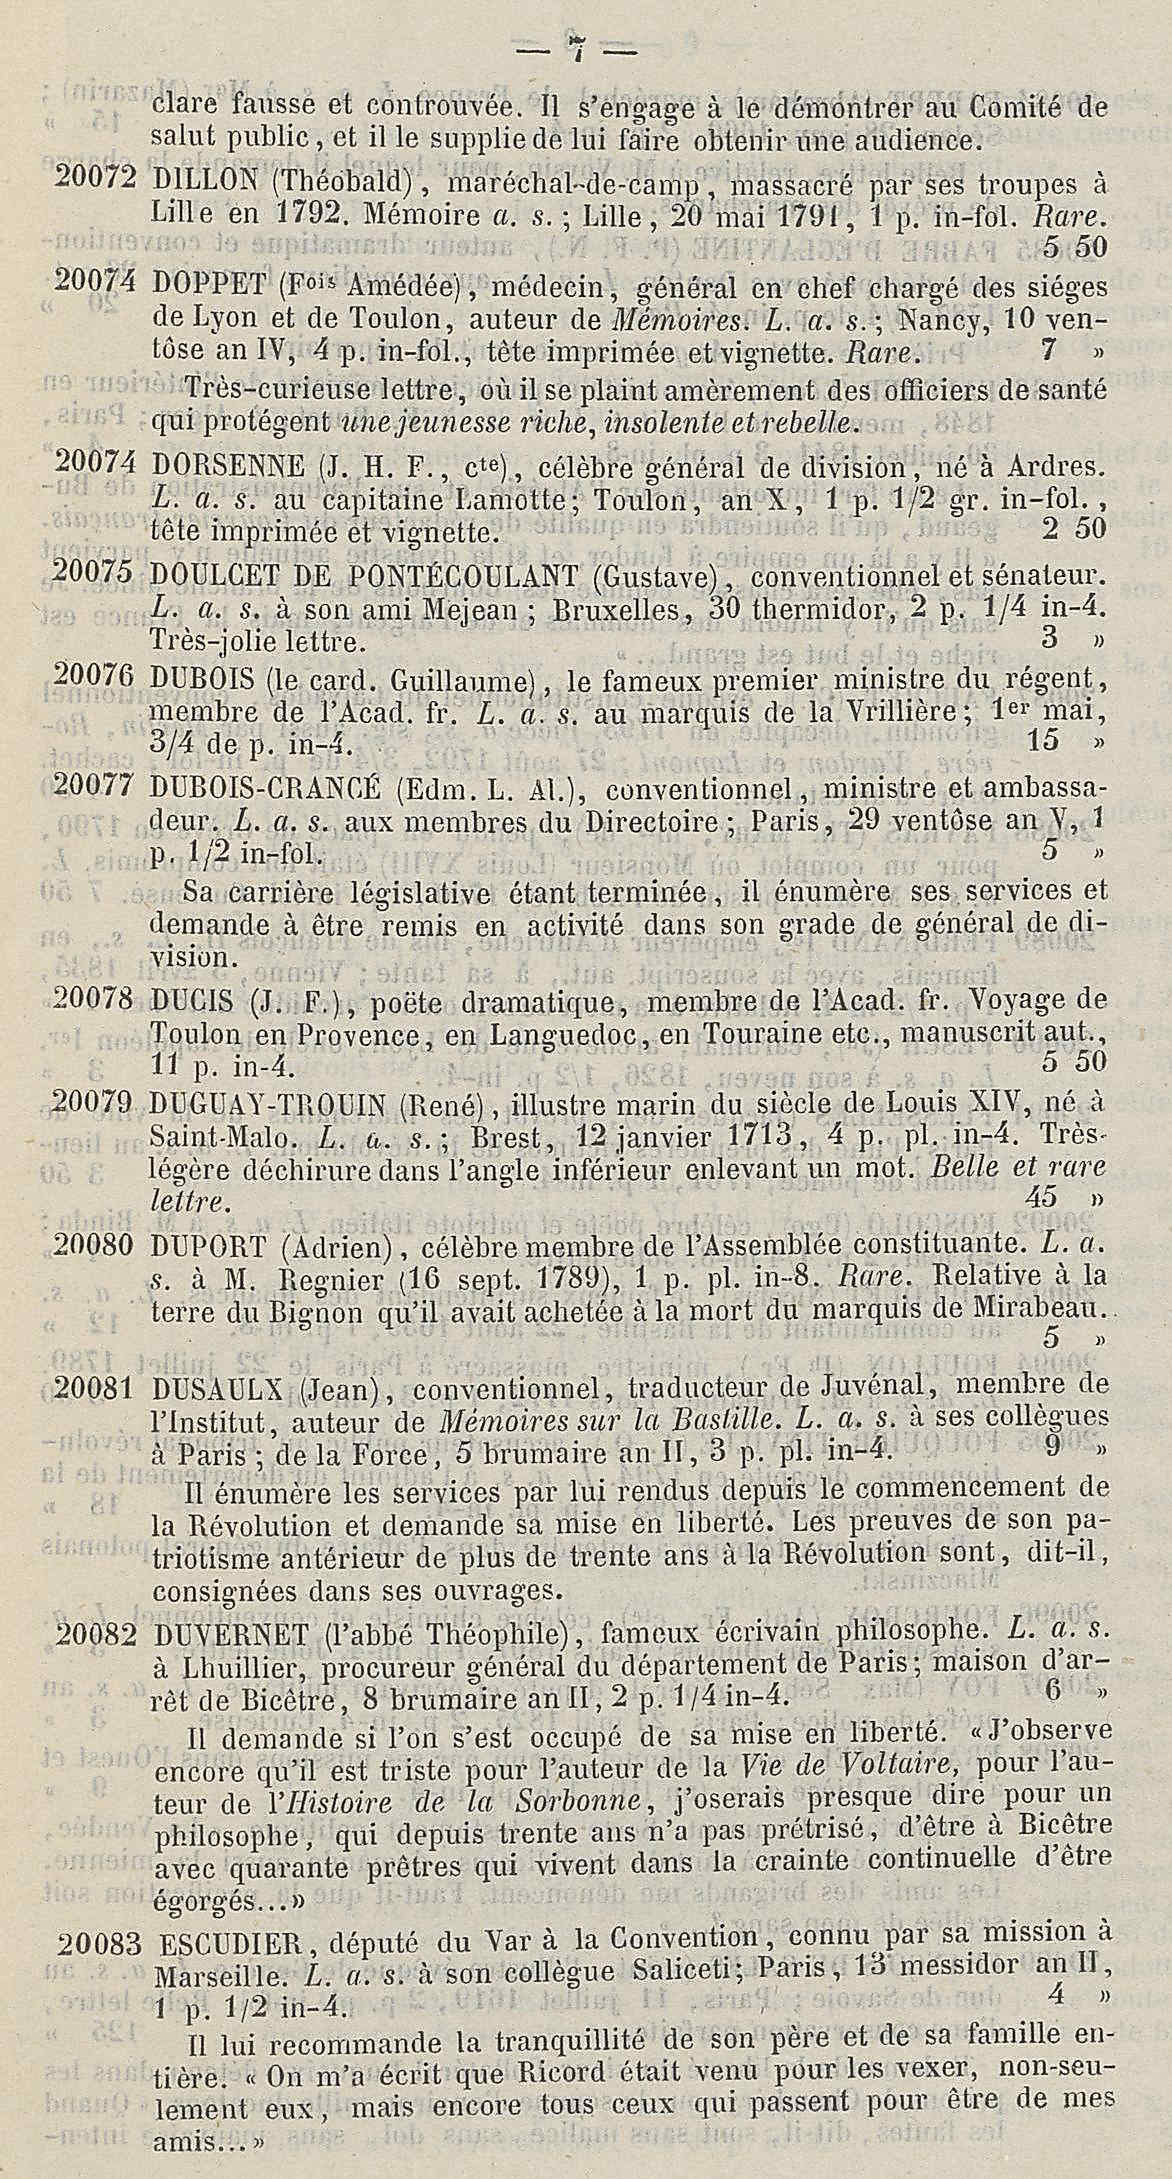 — 7 —
clare fausse et controuvée. Il s'engage à le démontrer au Comité de
salut public, et il le supplie de lui faire obtenir une audience.
20072 DILLON (Théobald), maréchal-de-camp, massacré par ses troupes à
Lille en 1792. Mémoire a. s.; Lille, 20 mai 1791, 1 p. in-fol. Rare.
5 50
20074 DOPPET (Fois Amédée), médecin, général en chef chargé des siéges
de Lyon et de Toulon, auteur de Mémoires. L. a. s.; Nancy, 10 ven-
tôse an IV, 4 p. in-fol., tête imprimée et vignette. Rare. 7 »
Très-curieuse lettre, où il se plaint amèrement des officiers de santé
qui protégent une jeunesse riche, insolente et rebelle.
20074 DORSENNE (J. H. F., cte), célèbre général de division, né à Ardres.
L. a. s. au capitaine Lamotte; Toulon, an X, 1 p. 1/2 gr. in-fol.,
tête imprimée et vignette. 2 50
20075 DOULCET DE PONTÉCOULANT (Gustave), conventionnel et sénateur.
L. a. s. à son ami Mejean; Bruxelles, 30 thermidor, 2 p. 1/4 in-4.
Très-jolie lettre. 3 »
20076 DUBOIS (le card. Guillaume), le fameux premier ministre du régent,
membre de l'Acad. fr. L. a. s. au marquis de la Vrillière; 1er mai,
3/4 de p. in-4. 15 »
20077 DUBOIS-CRANCÉ (Edm. L. Al.), conventionnel, ministre et ambassa-
deur. L. a. s. aux membres du Directoire; Paris, 29 ventôse an V, 1
p. 1/2 in-fol. 5 »
Sa carrière législative étant terminée, il énumère ses services et
demande à être remis en activité dans son grade de général de di-
vision.
20078 DUCIS (J. F.), poëte dramatique, membre de l'Acad. fr. Voyage de
Toulon en Provence, en Languedoc, en Touraine etc., manuscrit aut.,
11 p. in-4. 5 50
20079 DUGUAY-TROUIN (René), illustre marin du siècle de Louis XIV, né à
Saint-Malo. L. a. s.; Brest, 12 janvier 1713, 4 p. pl. in-4. Très-
légère déchirure dans l'angle inférieur enlevant un mot. Belle et rare
lettre. 45 »
20080 DUPORT (Adrien), célèbre membre de l'Assemblée constituante. L. a.
s. à M. Regnier (16 sept. 1789), 1 p. pl. in-8. Rare. Relative à la
terre du Bignon qu'il avait achetée à la mort du marquis de Mirabeau.
5 »
20081 DUSAULX (Jean), conventionnel, traducteur de Juvénal, membre de
l'Institut, auteur de Mémoires sur la Bastille. L. a. s. à ses collègues
à Paris; de la Force, 5 brumaire an II, 3 p. pl. in-4. 9 »
Il énumère les services par lui rendus depuis le commencement de
la Révolution et demande sa mise en liberté. Les preuves de son pa-
triotisme antérieur de plus de trente ans à la Révolution sont, dit-il,
consignées dans ses ouvrages.
20082 DUVERNET (l'abbé Théophile), fameux écrivain philosophe. L. a. s.
à Lhuillier, procureur général du département de Paris; maison d'ar-
rêt de Bicêtre, 8 brumaire an II, 2 p. 1/4 in-4. 6 »
Il demande si l'on s'est occupé de sa mise en liberté. «J'observe
encore qu'il est triste pour l'auteur de la Vie de Voltaire, pour l'au-
teur de l'Histoire de la Sorbonne, j'oserais presque dire pour un
philosophe, qui depuis trente ans n'a pas prétrisé, d'être à Bicêtre
avec quarante prêtres qui vivent dans la crainte continuelle d'être
égorgés...»
20083 ESCUDIER, député du Var à la Convention, connu par sa mission à
Marseille. L. a. s. à son collègue Saliceti; Paris, 13 messidor an II,
1 p. 1/2 in-4. 4 »
Il lui recommande la tranquillité de son père et de sa famille en-
tière. « On m'a écrit que Ricord était venu pour les vexer, non-seu-
lement eux, mais encore tous ceux qui passent pour être de mes
amis...»